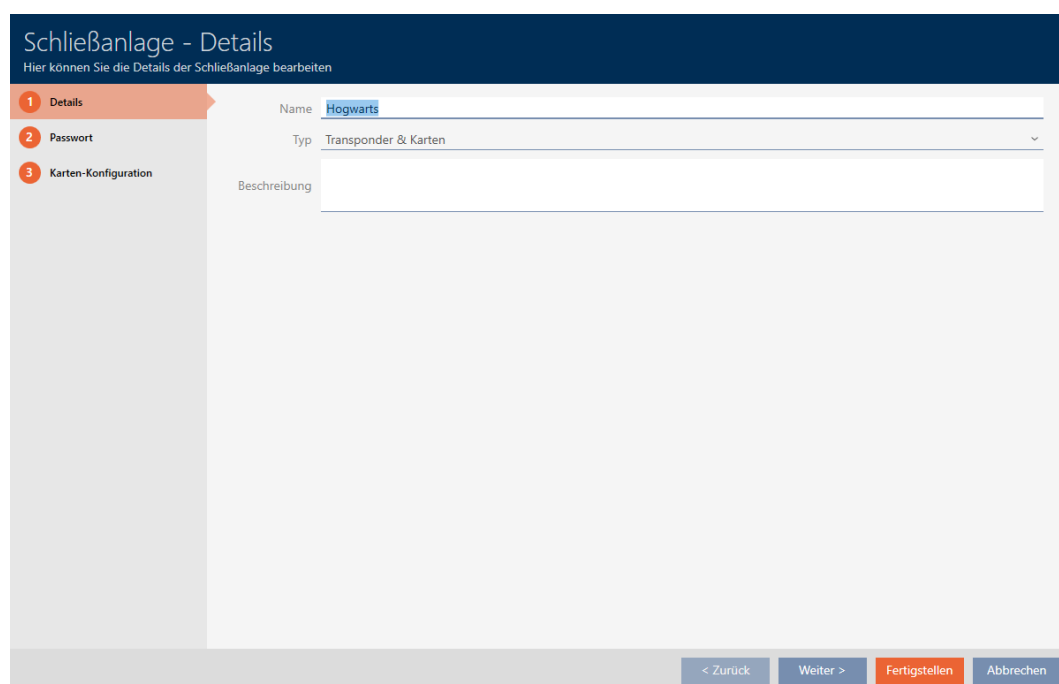 Schließanlage - Details
Hier können Sie die Details der Schließanlage bearbeiten
1 Details
2 Passwort
3 Karten-Konfiguration
Name Hogwarts
Typ Transponder & Karten
Beschreibung
< Zurück Weiter > Fertigstellen Abbrechen